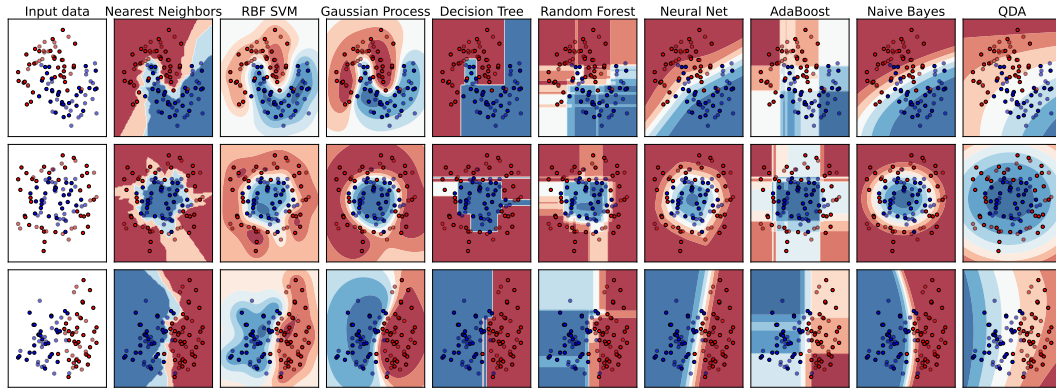 Input data Nearest Neighbors RBF SVM Gaussian Process Decision Tree Random Forest Neural Net AdaBoost Naive Bayes QDA